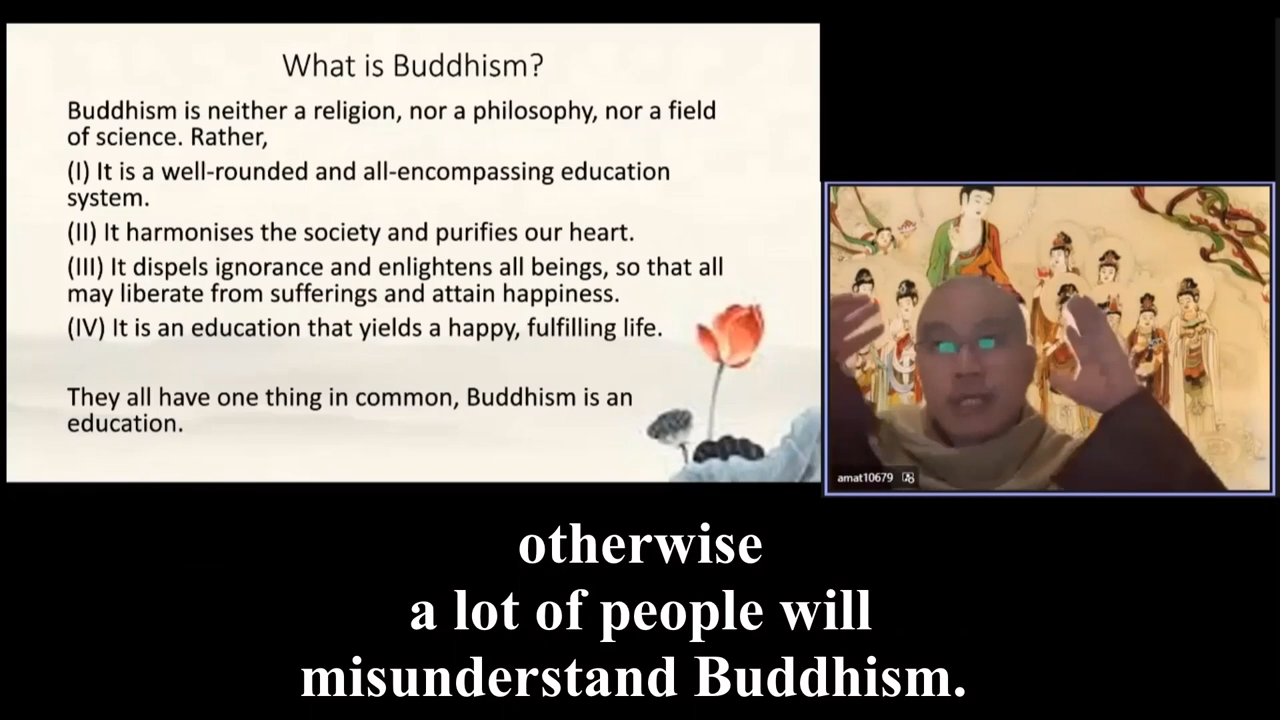 What is Buddhism?
Buddhism is neither a religion, nor a philosophy, nor a field
of science. Rather,
(I) It is a well-rounded and all-encompassing education
system.
(II) It harmonises the society and purifies our heart.
(III) It dispels ignorance and enlightens all beings, so that all
may liberate from sufferings and attain happiness.
(IV) It is an education that yields a happy, fulfilling life.
They all have one thing in common, Buddhism is an
education.
amat10679
otherwise
a lot of people will
misunderstand Buddhism.